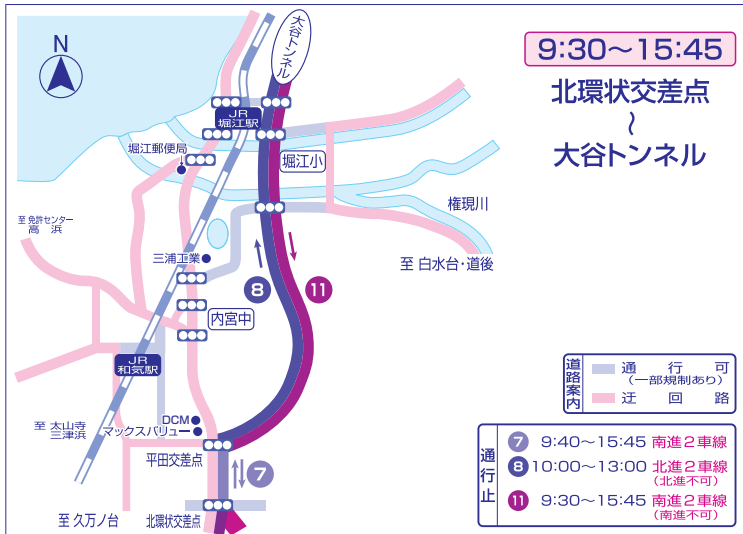 9:30～15:45
北環状交差点
～
大谷トンネル
N
大谷トンネル
JR
堀江駅
堀江郵便局
堀江小
権現川
至 免許センター
高 浜
三浦工業
至 白水台・道後
8
11
内宮中
JR
和気駅
至 太山寺
三津浜
DCM
マックスバリュー
平田交差点
7
至 久万ノ台
北環状交差点
道路案内
通行可
(一部規制あり)
迂回路
通行止
7 9:40～15:45 南進2車線
8 10:00～13:00 北進2車線
(北進不可)
11 9:30～15:45 南進2車線
(南進不可)